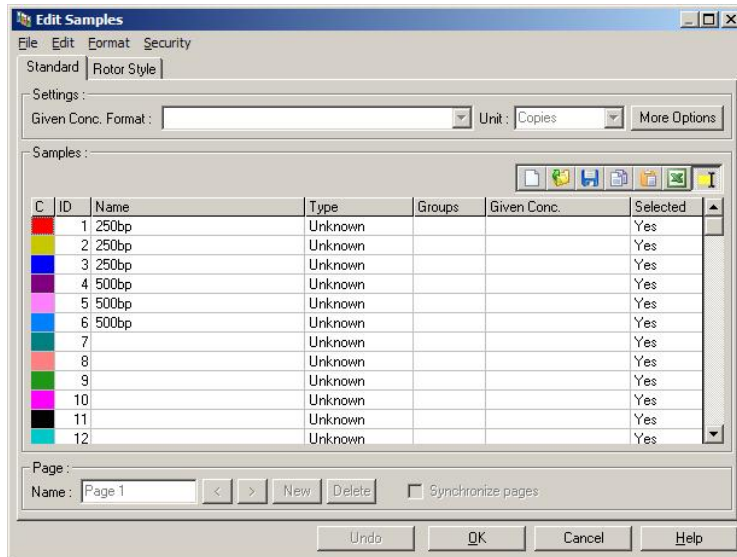 Edit Samples
File Edit Format Security
Standard Rotor Style
Settings :
Given Conc. Format : Unit : Copies More Options
Samples :
C ID Name Type Groups Given Conc. Selected
1 250bp Unknown Yes
2 250bp Unknown Yes
3 250bp Unknown Yes
4 500bp Unknown Yes
5 500bp Unknown Yes
6 500bp Unknown Yes
7 Unknown Yes
8 Unknown Yes
9 Unknown Yes
10 Unknown Yes
11 Unknown Yes
12 Unknown Yes
Page :
Name : Page 1 < > New Delete Synchronize pages
Undo OK Cancel Help